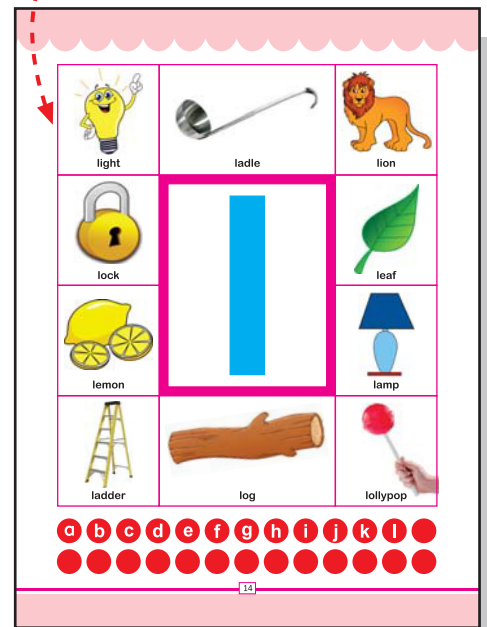 light ladle lion
lock leaf
l
lemon lamp
ladder log lollypop
a b c d e f g h i j k l
14